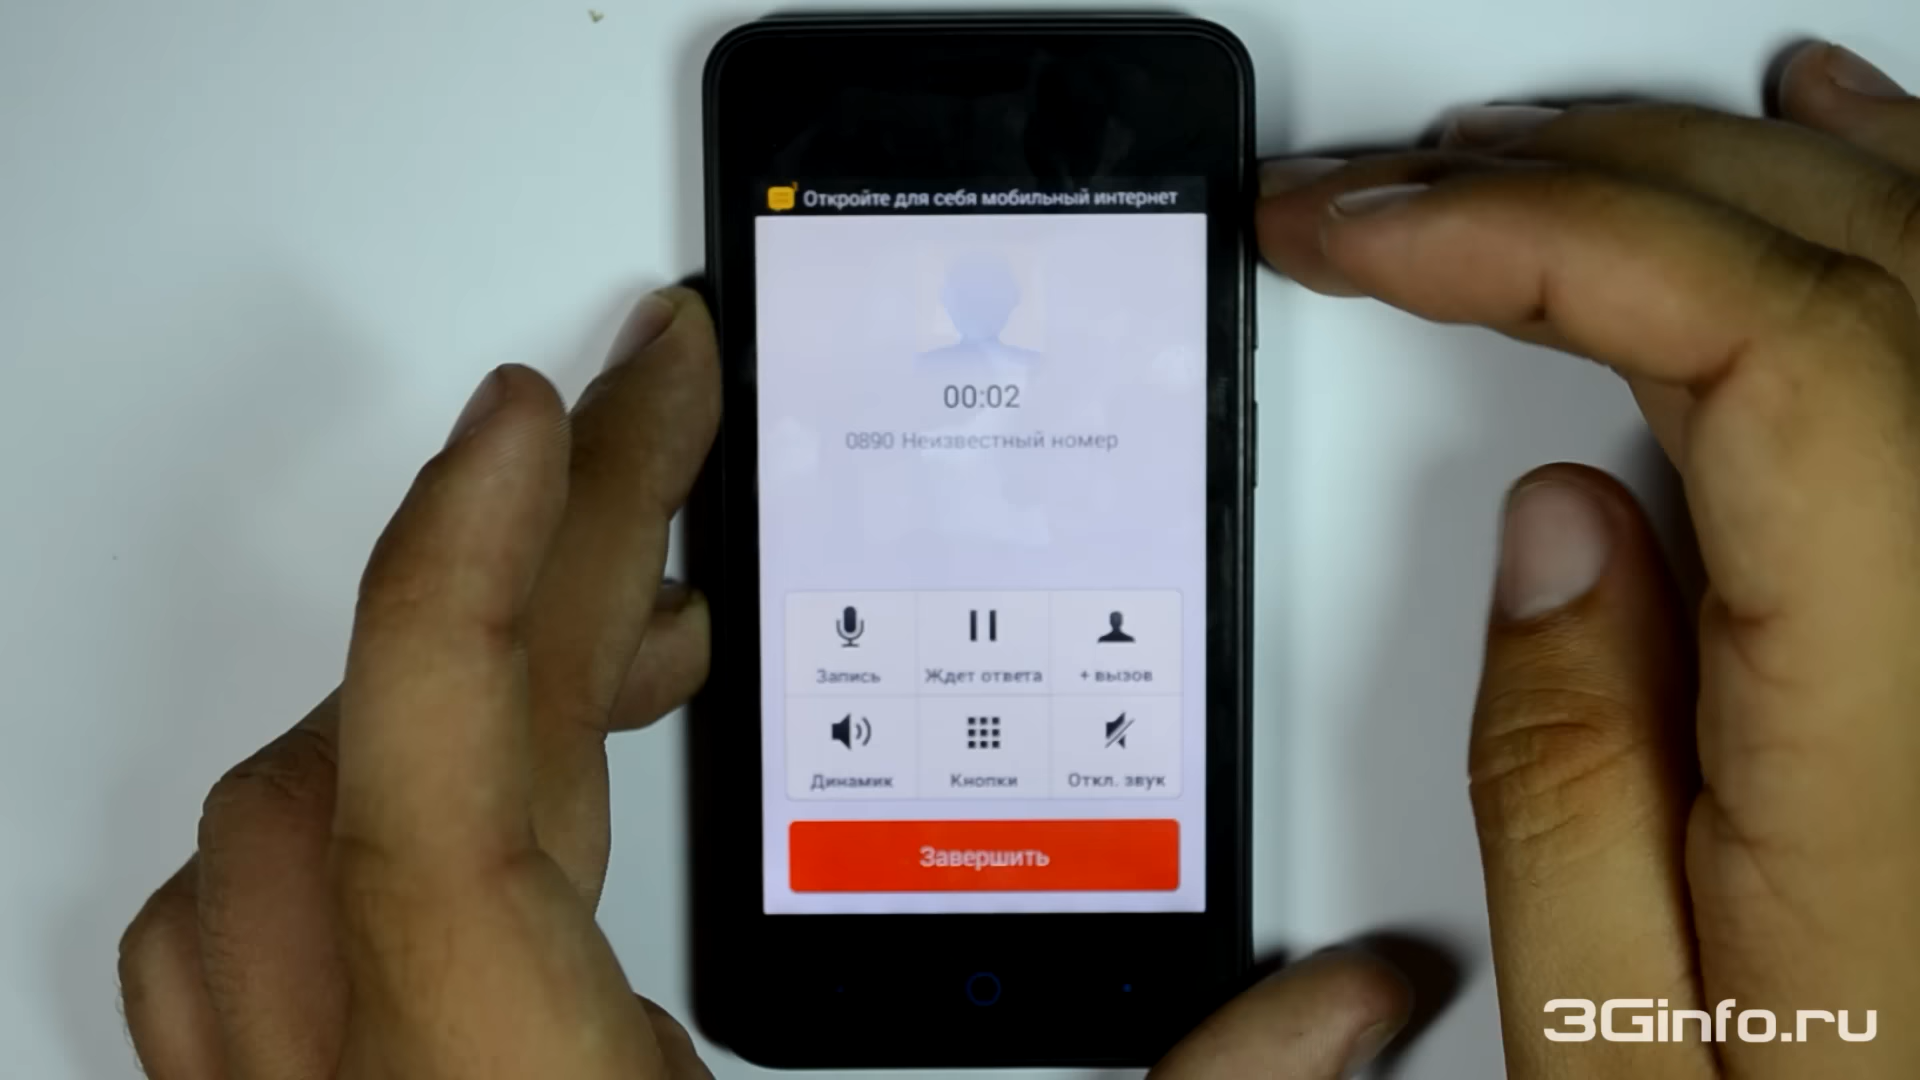 Откройте для себя мобильный интернет
00:02
0890 Неизвестный номер
Запись
Ждет ответа
+ вызов
Динамик
Кнопки
Откл. звук
Завершить
3Ginfo.ru